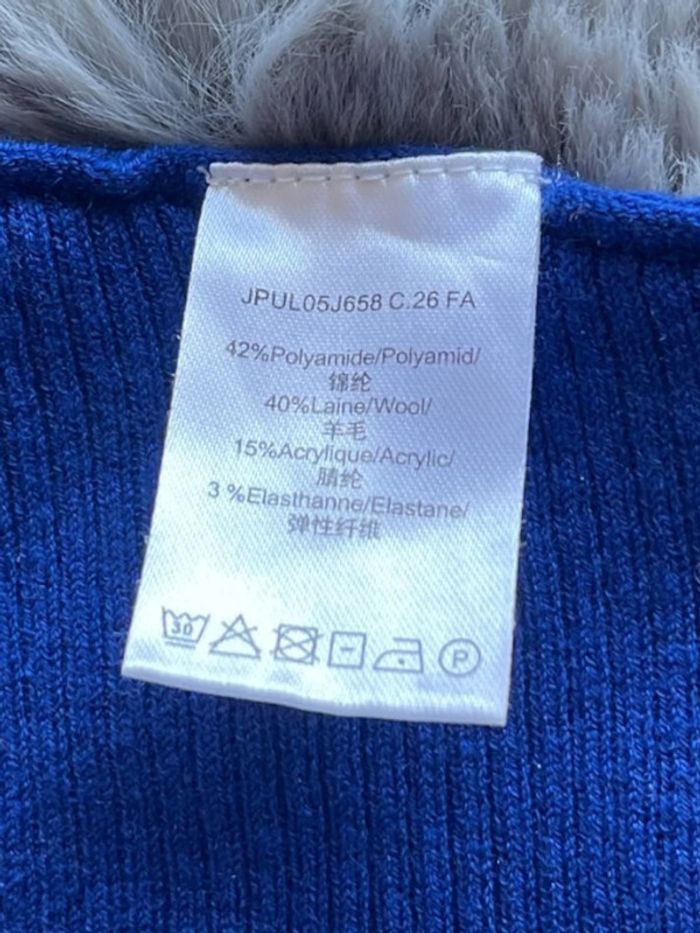 JPUL05J658 C.26 FA
42%Polyamide/Polyamid/
锦纶
40%Laine/Wool/
羊毛
15%Acrylique/Acrylic/
腈纶
3 %Elasthanne/Elastane/
弹性纤维
30
P